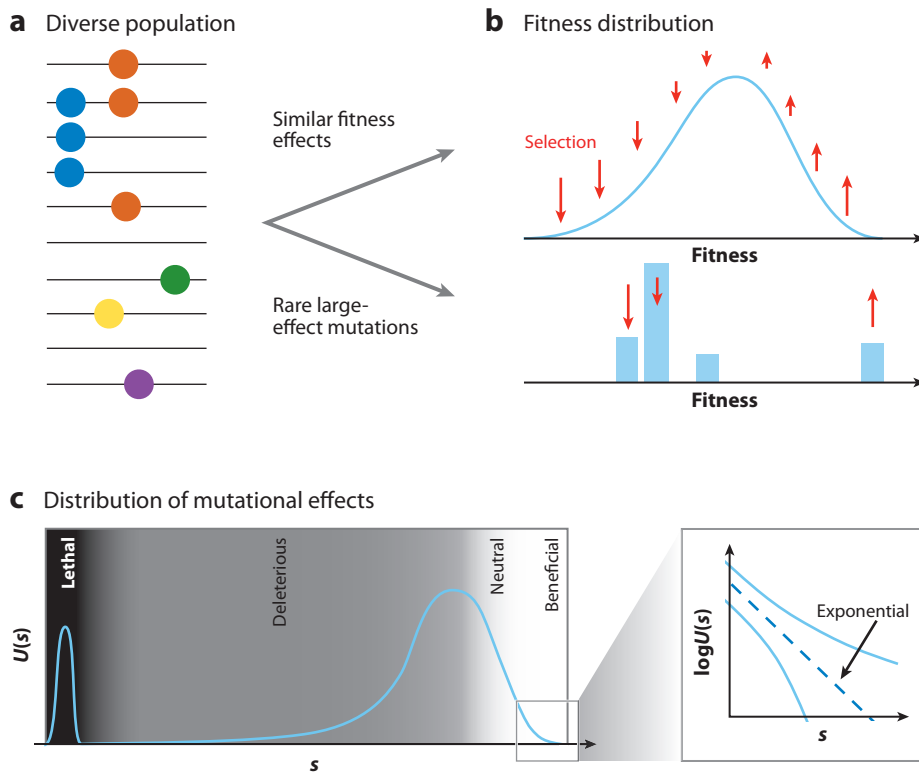 a Diverse population
Similar fitness
effects
Rare large-
effect mutations
b Fitness distribution
Selection
Fitness
Fitness
c Distribution of mutational effects
Lethal
Deleterious
Neutral
Beneficial
U(s)
s
Exponential
logU(s)
s